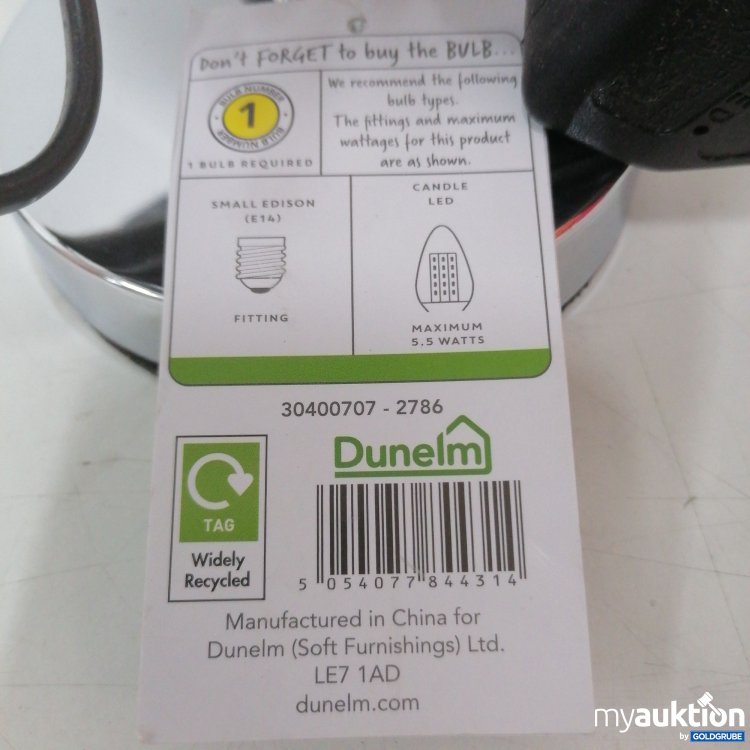 Don't FORGET to buy the BULB...
BULB NUMBER
1
BULB NUMBER
1 BULB REQUIRED
We recommend the following
bulb types.
The fittings and maximum
wattages for this product
are as shown.
SMALL EDISON
(E14)
FITTING
CANDLE
LED
MAXIMUM
5.5 WATTS
30400707 - 2786
TAG
Widely
Recycled
Dunelm
5 054077 844314
Manufactured in China for
Dunelm (Soft Furnishings) Ltd.
LE7 1AD
dunelm.com
myauktion
by GOLDGRUBE